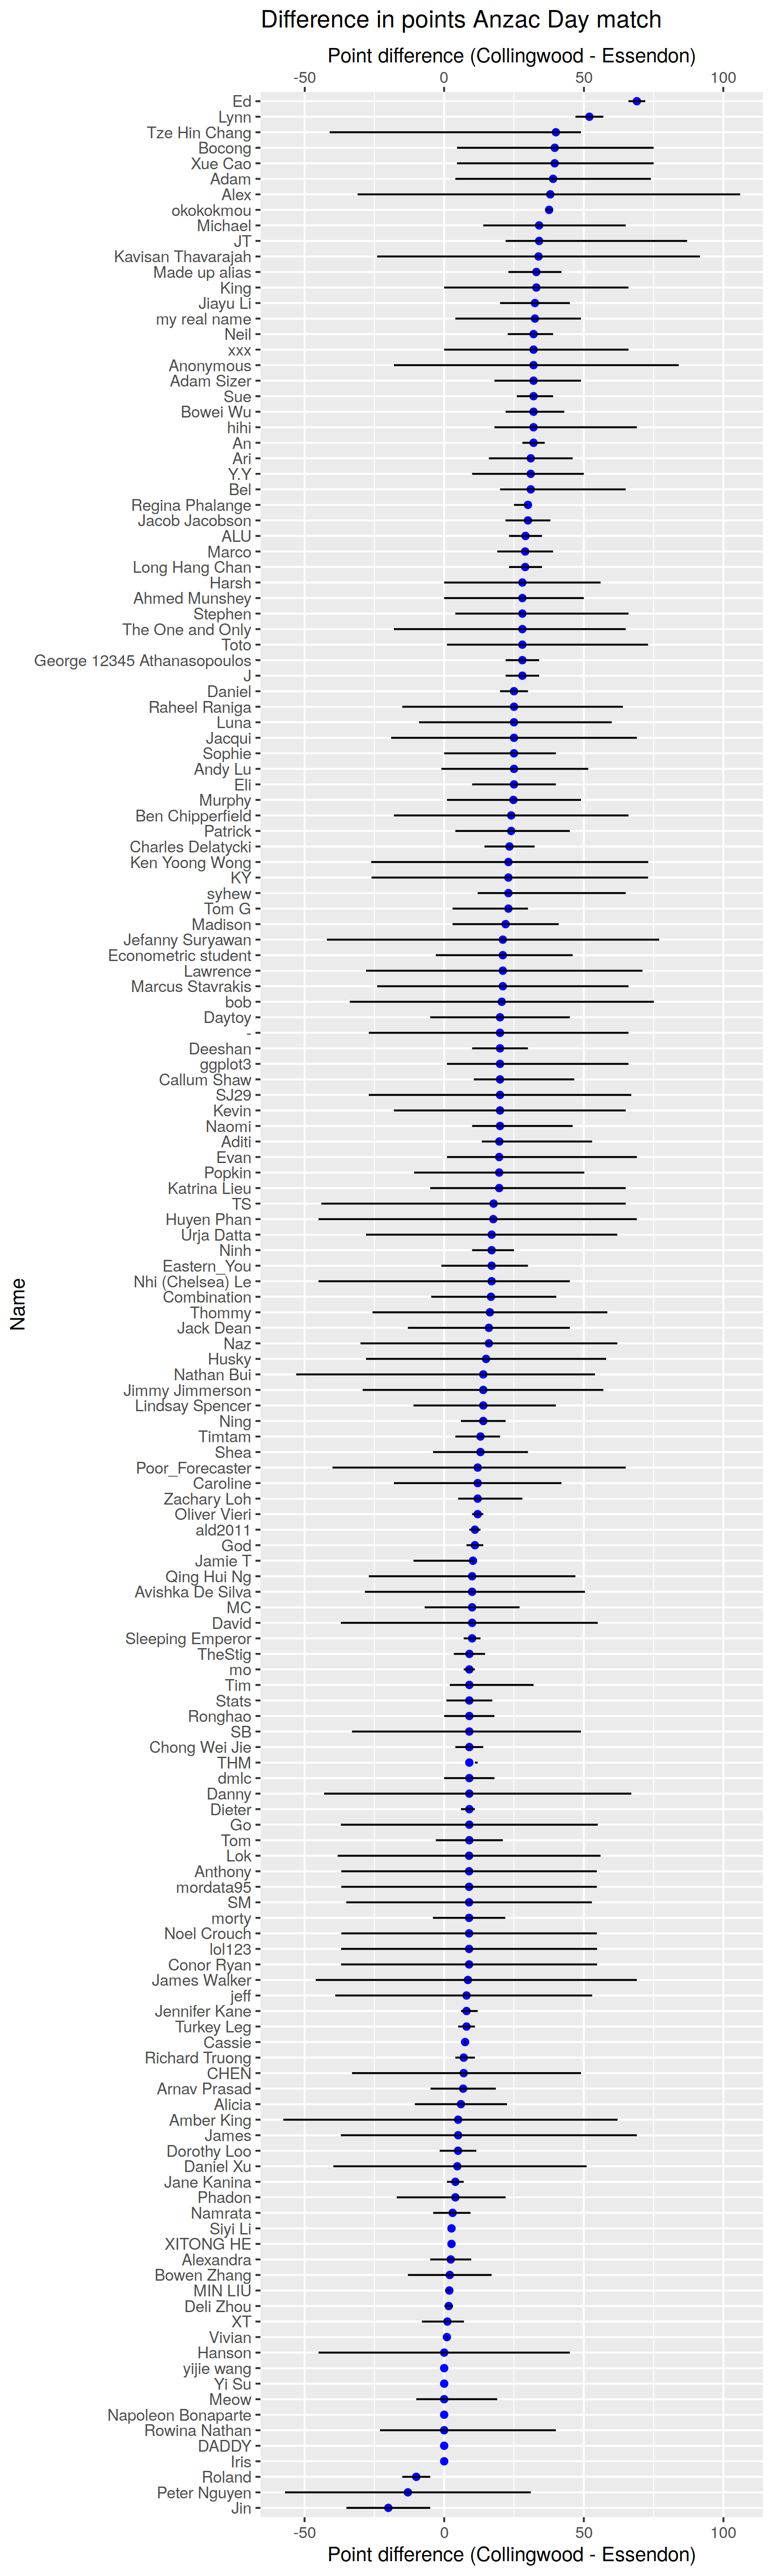 Difference in points Anzac Day match
Point difference (Collingwood - Essendon)
-50 0 50 100
Ed
Lynn
Tze Hin Chang
Bocong
Xue Cao
Adam
Alex
okokokmou
Michael
JT
Kavisan Thavarajah
Made up alias
King
Jiayu Li
my real name
Neil
xxx
Anonymous
Adam Sizer
Sue
Bowei Wu
hihi
An
Ari
Y.Y
Bel
Regina Phalange
Jacob Jacobson
ALU
Marco
Long Hang Chan
Harsh
Ahmed Munshey
Stephen
The One and Only
Toto
George 12345 Athanasopoulos
J
Daniel
Raheel Raniga
Luna
Jacqui
Sophie
Andy Lu
Eli
Murphy
Ben Chipperfield
Patrick
Charles Delatycki
Ken Yoong Wong
KY
syhew
Tom G
Madison
Jefanny Suryawan
Econometric student
Lawrence
Marcus Stavrakis
bob
Daytoy
-
Deeshan
ggplot3
Callum Shaw
SJ29
Kevin
Naomi
Aditi
Evan
Popkin
Katrina Lieu
TS
Huyen Phan
Urja Datta
Ninh
Eastern_You
Nhi (Chelsea) Le
Combination
Name
Thommy
Jack Dean
Naz
Husky
Nathan Bui
Jimmy Jimmerson
Lindsay Spencer
Ning
Timtam
Shea
Poor_Forecaster
Caroline
Zachary Loh
Oliver Vieri
ald2011
God
Jamie T
Qing Hui Ng
Avishka De Silva
MC
David
Sleeping Emperor
TheStig
mo
Tim
Stats
Ronghao
SB
Chong Wei Jie
THM
dmlc
Danny
Dieter
Go
Tom
Lok
Anthony
mordata95
SM
morty
Noel Crouch
lol123
Conor Ryan
James Walker
jeff
Jennifer Kane
Turkey Leg
Cassie
Richard Truong
CHEN
Arnav Prasad
Alicia
Amber King
James
Dorothy Loo
Daniel Xu
Jane Kanina
Phadon
Namrata
Siyi Li
XITONG HE
Alexandra
Bowen Zhang
MIN LIU
Deli Zhou
XT
Vivian
Hanson
yijie wang
Yi Su
Meow
Napoleon Bonaparte
Rowina Nathan
DADDY
Iris
Roland
Peter Nguyen
Jin
-50 0 50 100
Point difference (Collingwood - Essendon)